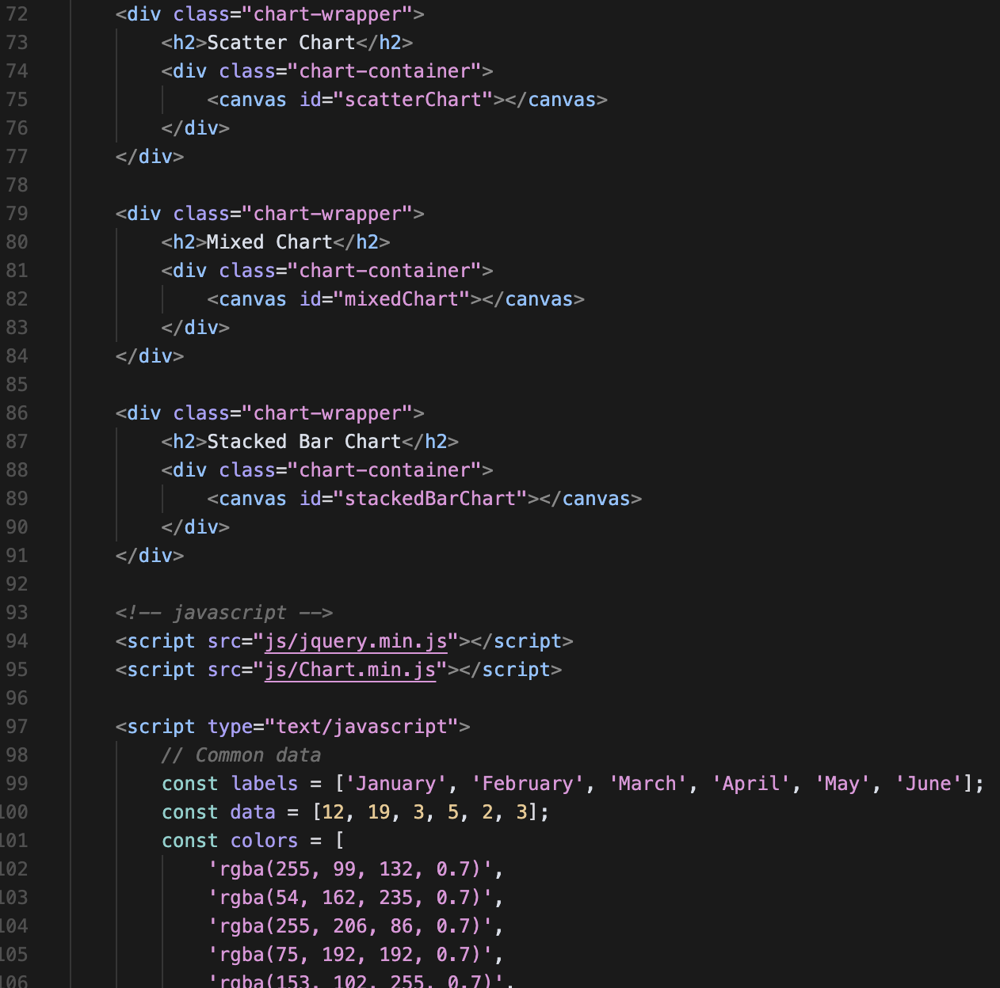 72 <div class="chart-wrapper">
73 <h2>Scatter Chart</h2>
74 <div class="chart-container">
75 <canvas id="scatterChart"></canvas>
76 </div>
77 </div>
78
79 <div class="chart-wrapper">
80 <h2>Mixed Chart</h2>
81 <div class="chart-container">
82 <canvas id="mixedChart"></canvas>
83 </div>
84 </div>
85
86 <div class="chart-wrapper">
87 <h2>Stacked Bar Chart</h2>
88 <div class="chart-container">
89 <canvas id="stackedBarChart"></canvas>
90 </div>
91 </div>
92
93 <!-- javascript -->
94 <script src="js/jquery.min.js"></script>
95 <script src="js/Chart.min.js"></script>
96
97 <script type="text/javascript">
98 // Common data
99 const labels = ['January', 'February', 'March', 'April', 'May', 'June'];
100 const data = [12, 19, 3, 5, 2, 3];
101 const colors = [
102 'rgba(255, 99, 132, 0.7)',
103 'rgba(54, 162, 235, 0.7)',
104 'rgba(255, 206, 86, 0.7)',
105 'rgba(75, 192, 192, 0.7)',
106 'rgba(153, 102, 255, 0.7)',